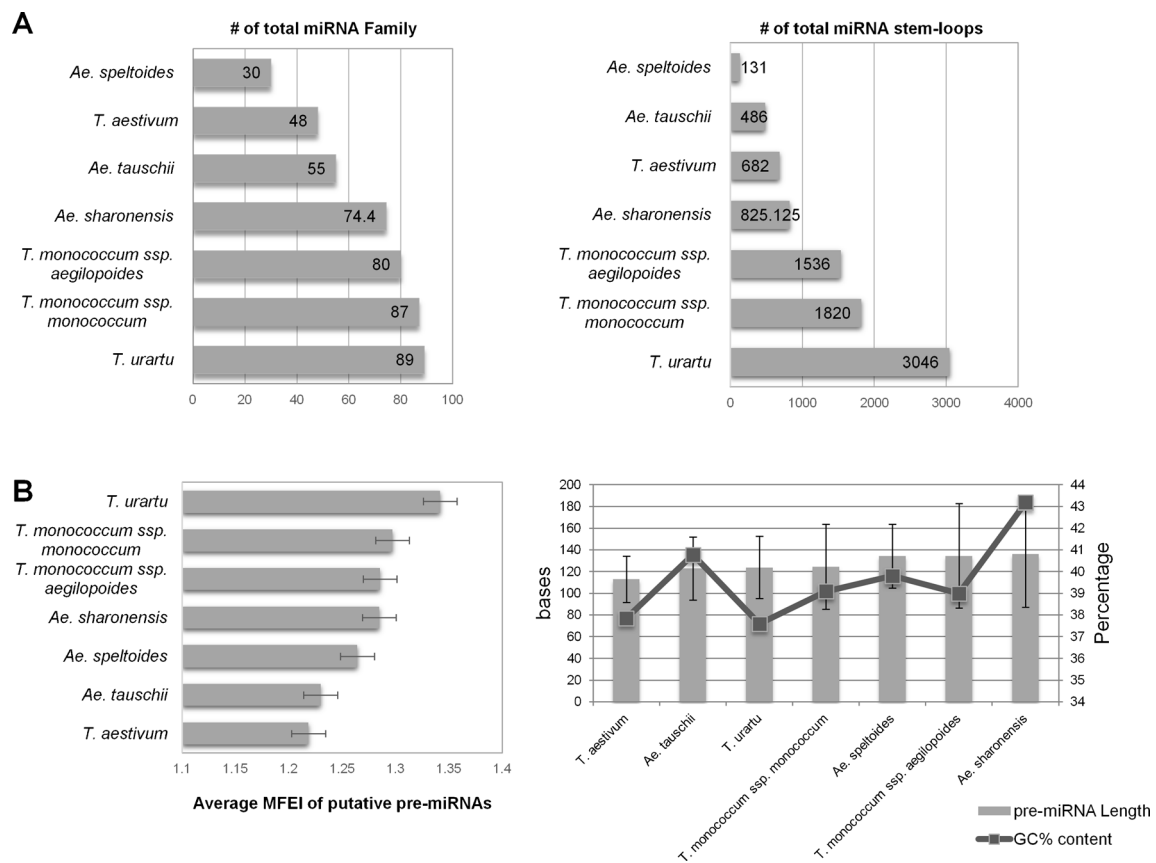 A
# of total miRNA Family
Ae. speltoides
30
T. aestivum
48
Ae. tauschii
55
Ae. sharonensis
74.4
T. monococcum ssp.
aegilopoides
80
T. monococcum ssp.
monococcum
87
T. urartu
89
0 20 40 60 80 100
# of total miRNA stem-loops
Ae. speltoides
131
Ae. tauschii
486
T. aestivum
682
Ae. sharonensis
825.125
T. monococcum ssp.
aegilopoides
1536
T. monococcum ssp.
monococcum
1820
T. urartu
3046
0 1000 2000 3000 4000
B
T. urartu
T. monococcum ssp.
monococcum
T. monococcum ssp.
aegilopoides
Ae. sharonensis
Ae. speltoides
Ae. tauschii
T. aestivum
1.1 1.2 1.3 1.4
Average MFEI of putative pre-miRNAs
bases
200
180
160
140
120
100
80
60
40
20
0
44
43
42
41
40
39
38
37
36
35
34
Percentage
T. aestivum
Ae. tauschii
T. urartu
T. monococcum ssp. monococcum
Ae. speltoides
T. monococcum ssp. aegilopoides
Ae. sharonensis
pre-miRNA Length
GC% content